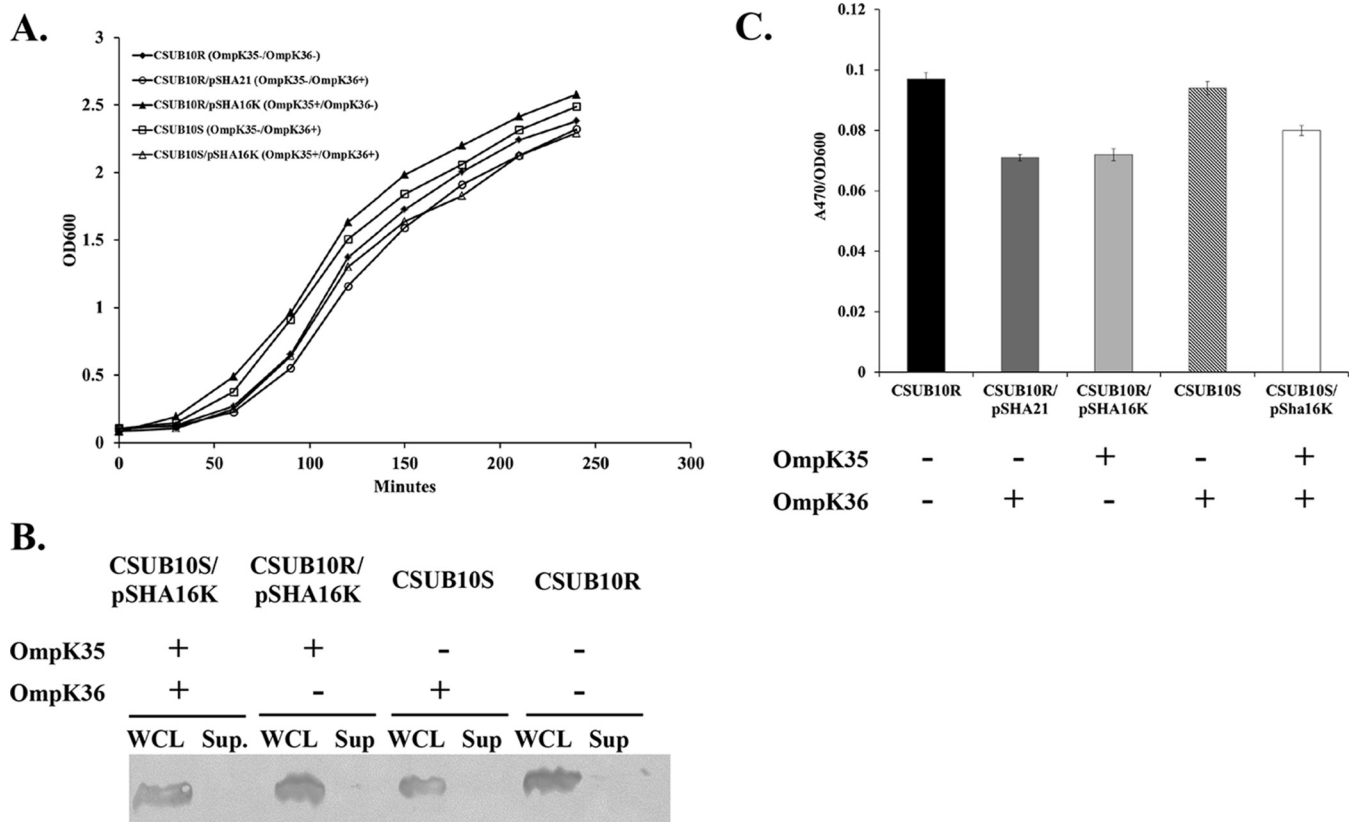 A.
3
2.5
2
1.5
1
0.5
0
OD600
CSUB10R (OmpK35-/OmpK36-)
CSUB10R/pSHA21 (OmpK35-/OmpK36+)
CSUB10R/pSHA16K (OmpK35+/OmpK36-)
CSUB10S (OmpK35-/OmpK36+)
CSUB10S/pSHA16K (OmpK35+/OmpK36+)
0 50 100 150 200 250 300
Minutes
B.
CSUB10S/ CSUB10R/ CSUB10S CSUB10R
pSHA16K pSHA16K
OmpK35 + + - -
OmpK36 + - + -
WCL Sup. WCL Sup WCL Sup WCL Sup
C.
0.12
0.1
0.08
0.06
0.04
0.02
0
A470/OD600
CSUB10R CSUB10R/ CSUB10R/ CSUB10S CSUB10S/
pSHA21 pSHA16K pSha16K
OmpK35 - - + - +
OmpK36 - + - + +